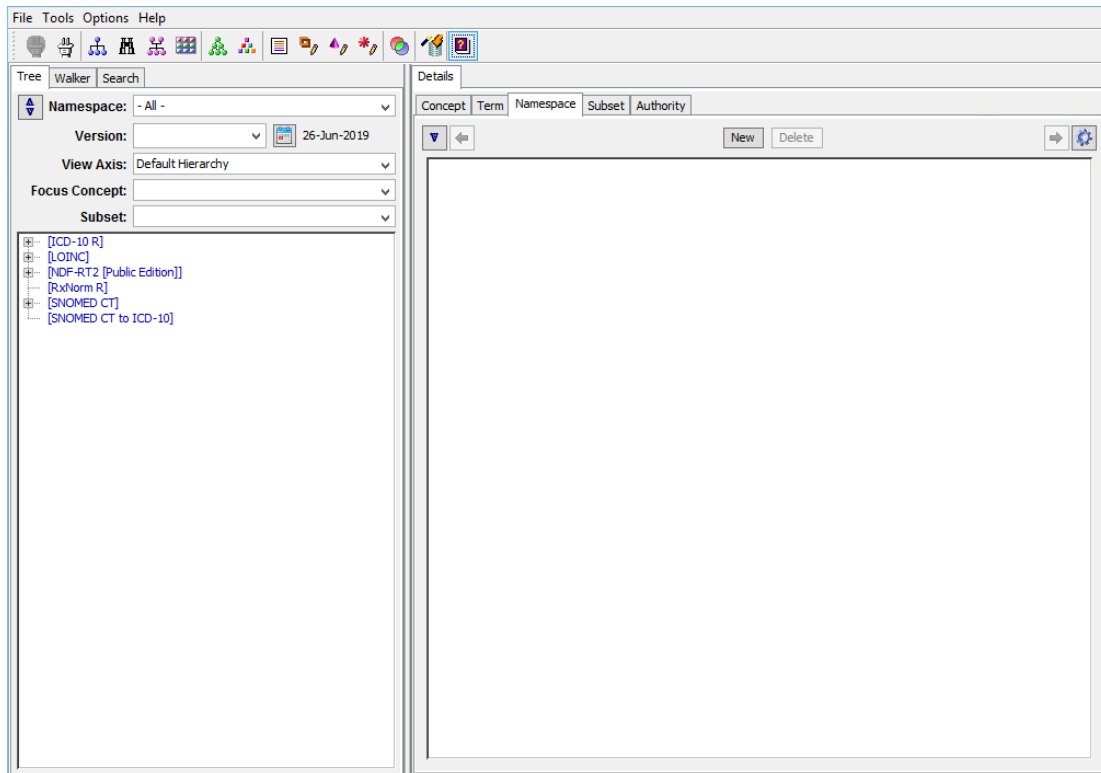 File Tools Options Help
Tree Walker Search
Namespace: - All -
Version: 26-Jun-2019
View Axis: Default Hierarchy
Focus Concept:
Subset:
[ICD-10 R]
[LOINC]
[NDF-RT2 [Public Edition]]
[RxNorm R]
[SNOMED CT]
[SNOMED CT to ICD-10]
Details
Concept Term Namespace Subset Authority
New Delete